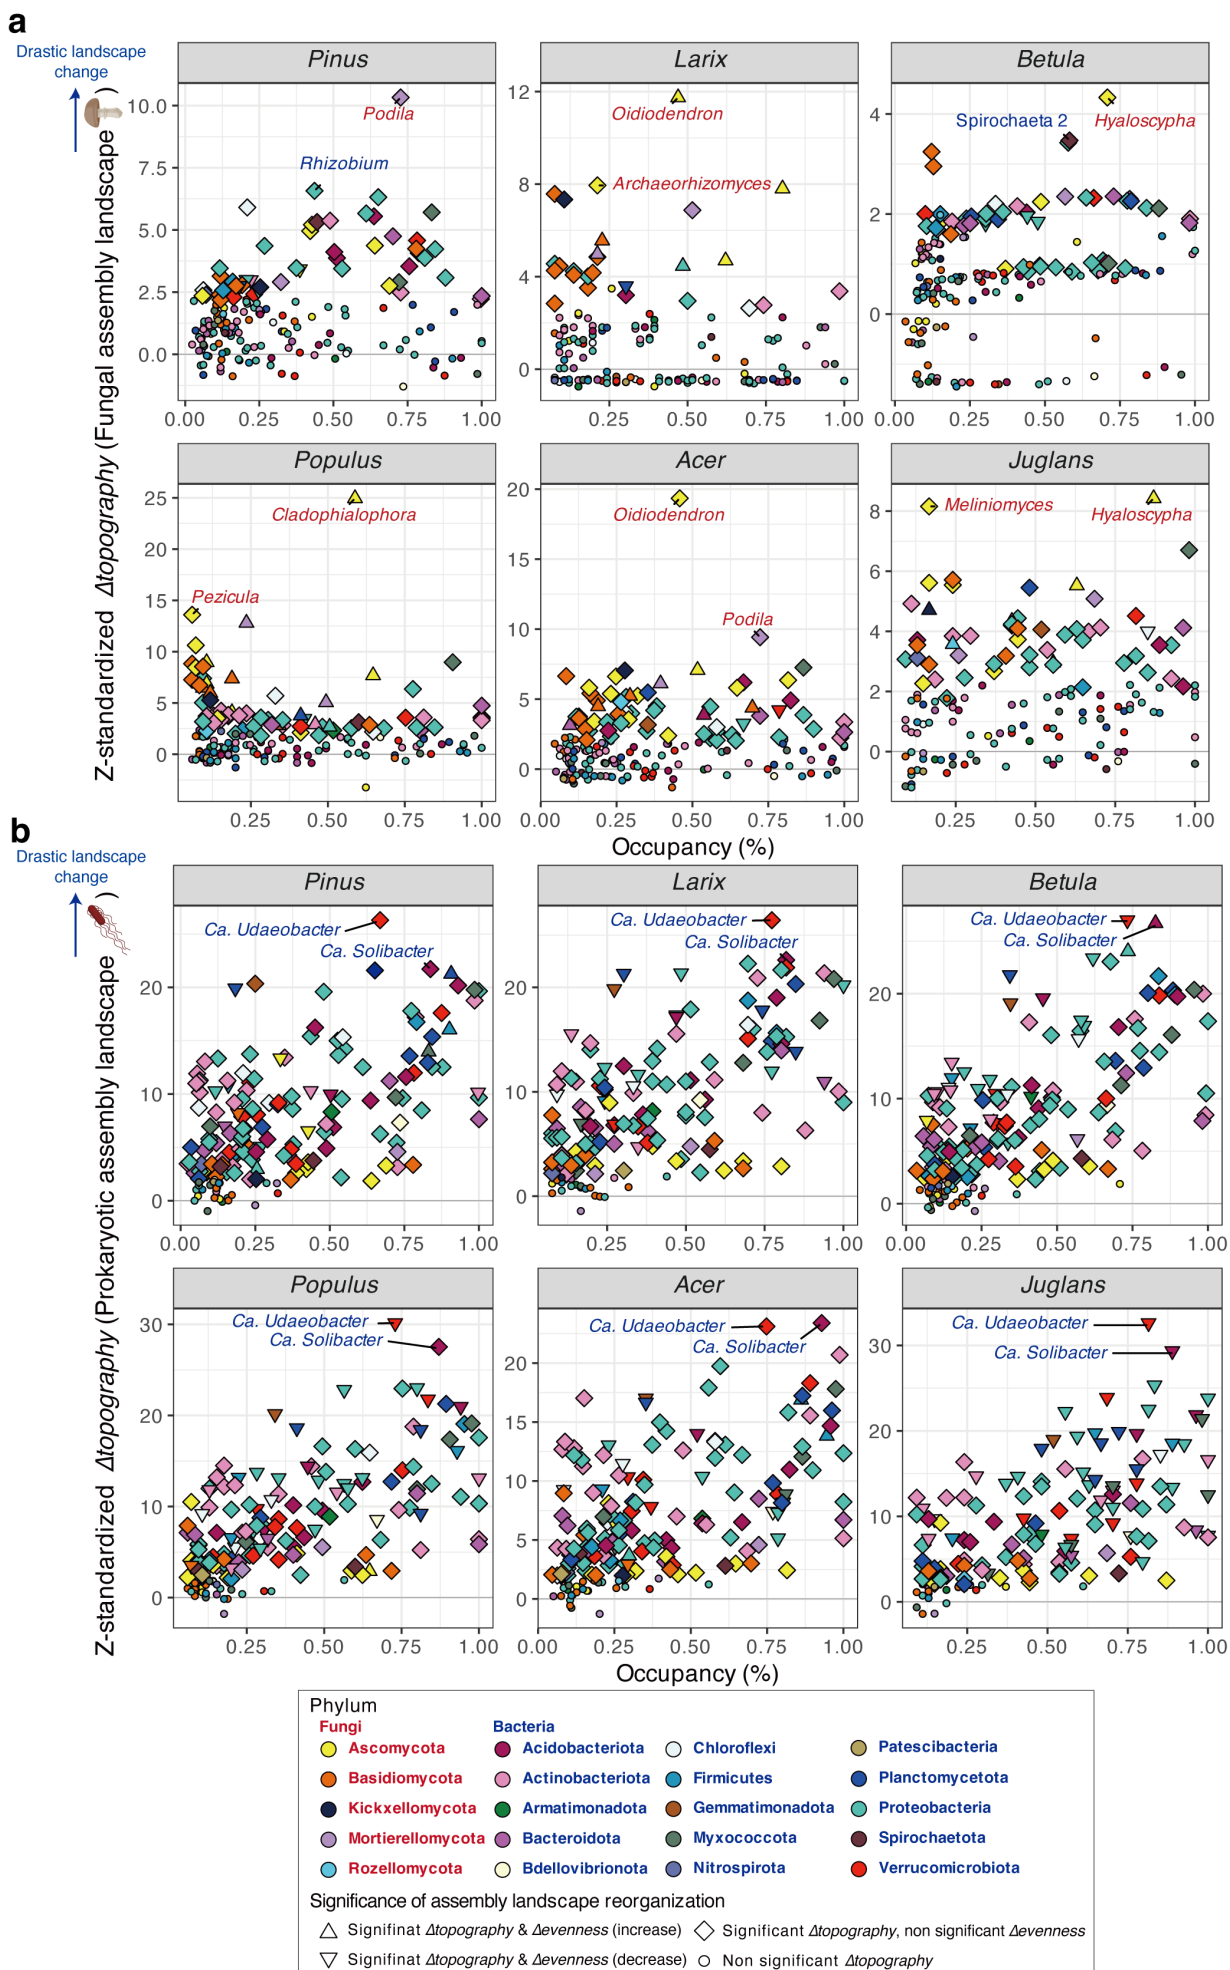 a
Drastic landscape
change
Z-standardized Δtopography (Fungal assembly landscape )
Pinus
10.0
7.5
5.0
2.5
0.0
Podila
Rhizobium
0.00 0.25 0.50 0.75 1.00
Larix
12
8
4
0
Oidiodendron
Archaeorhizomyces
0.25 0.50 0.75 1.00
Betula
4
2
0
Spirochaeta 2
Hyaloscypha
0.00 0.25 0.50 0.75 1.00
Populus
25
20
15
10
5
0
Cladophialophora
Pezicula
0.25 0.50 0.75 1.00
Acer
20
15
10
5
0
Oidiodendron
Podila
0.00 0.25 0.50 0.75 1.00
Juglans
8
6
4
2
0
Meliniomyces
Hyaloscypha
0.25 0.50 0.75 1.00
Occupancy (%)
b
Drastic landscape
change
Z-standardized Δtopography (Prokaryotic assembly landscape )
Pinus
20
10
0
Ca. Udaeobacter
Ca. Solibacter
0.00 0.25 0.50 0.75 1.00
Larix
20
10
0
Ca. Udaeobacter
Ca. Solibacter
0.25 0.50 0.75 1.00
Betula
20
10
0
Ca. Udaeobacter
Ca. Solibacter
0.00 0.25 0.50 0.75 1.00
Populus
30
20
10
0
Ca. Udaeobacter
Ca. Solibacter
0.25 0.50 0.75 1.00
Acer
20
15
10
5
0
Ca. Udaeobacter
Ca. Solibacter
0.00 0.25 0.50 0.75 1.00
Juglans
30
20
10
0
Ca. Udaeobacter
Ca. Solibacter
0.25 0.50 0.75 1.00
Occupancy (%)
Phylum
Fungi Bacteria
Ascomycota Acidobacteriota Chloroflexi Patescibacteria
Basidiomycota Actinobacteriota Firmicutes Planctomycetota
Kickxellomycota Armatimonadota Gemmatimonadota Proteobacteria
Mortierellomycota Bacteroidota Myxococcota Spirochaetota
Rozellomycota Bdellovibrionota Nitrospirota Verrucomicrobiota
Significance of assembly landscape reorganization
Signifinat Δtopography & Δevenness (increase) Significant Δtopography, non significant Δevenness
Signifinat Δtopography & Δevenness (decrease) Non significant Δtopography